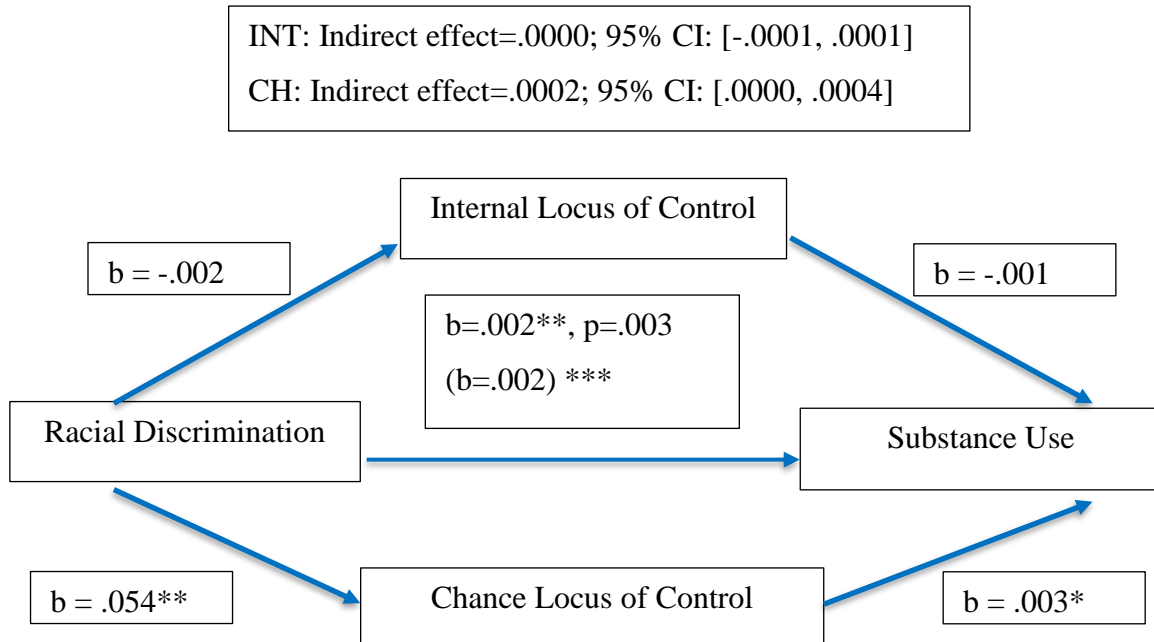 INT: Indirect effect=.0000; 95% CI: [-.0001, .0001]
CH: Indirect effect=.0002; 95% CI: [.0000, .0004]
Internal Locus of Control
b = -.002
b = -.001
b=.002**, p=.003
(b=.002) ***
Racial Discrimination
Substance Use
b = .054**
Chance Locus of Control
b = .003*